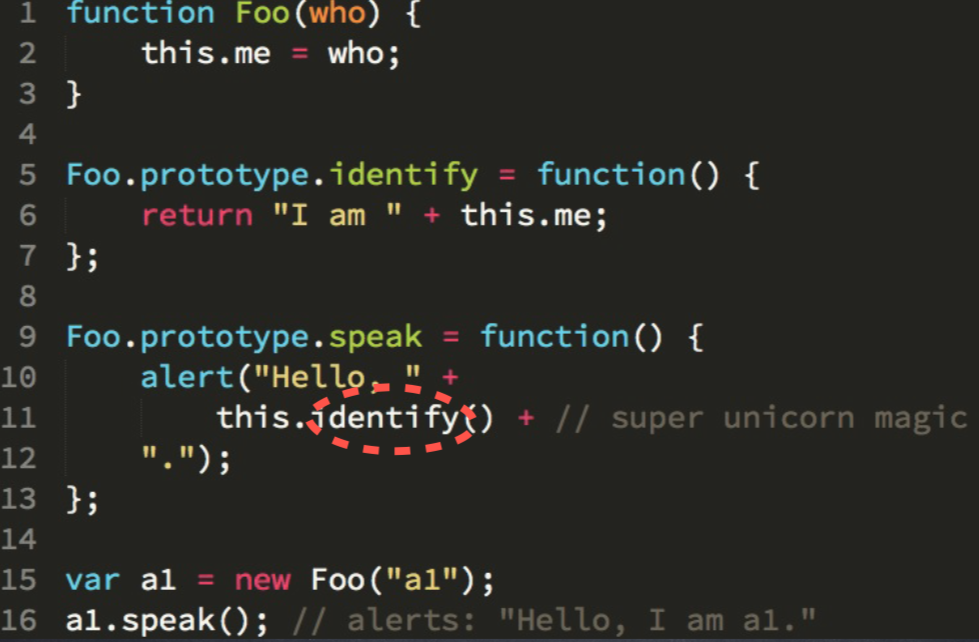 1 function Foo(who) {
2     this.me = who;
3 }
4
5 Foo.prototype.identify = function() {
6     return "I am " + this.me;
7 };
8
9 Foo.prototype.speak = function() {
10     alert("Hello, " +
11         this.identify() + // super unicorn magic
12     ".");
13 };
14
15 var a1 = new Foo("a1");
16 a1.speak(); // alerts: "Hello, I am a1."